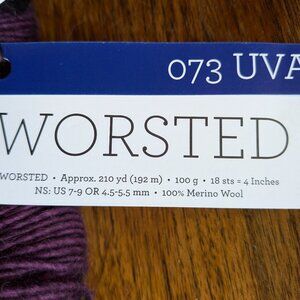 073 UVA
WORSTED
WORSTED • Approx. 210 yd (192 m) • 100 g • 18 sts = 4 Inches
NS: US 7-9 OR 4.5-5.5 mm • 100% Merino Wool